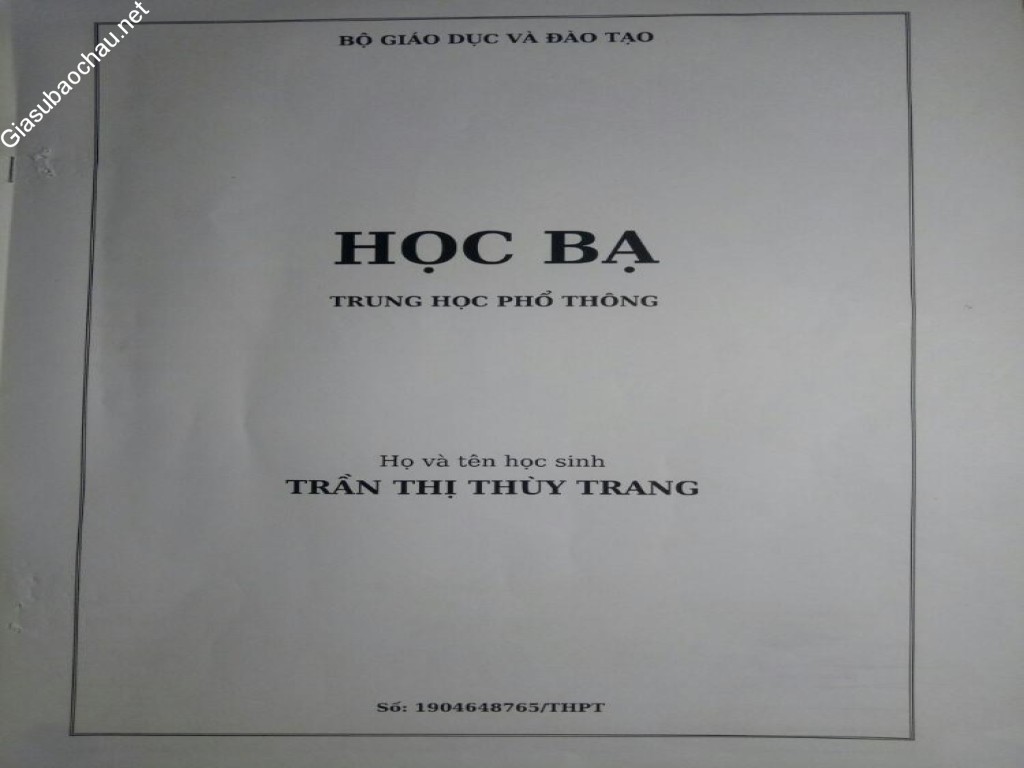 Giasubaochau.net
BỘ GIÁO DỤC VÀ ĐÀO TẠO
HỌC BẠ
TRUNG HỌC PHỔ THÔNG
Họ và tên học sinh
TRẦN THỊ THÙY TRANG
Số: 1904648765/THPT